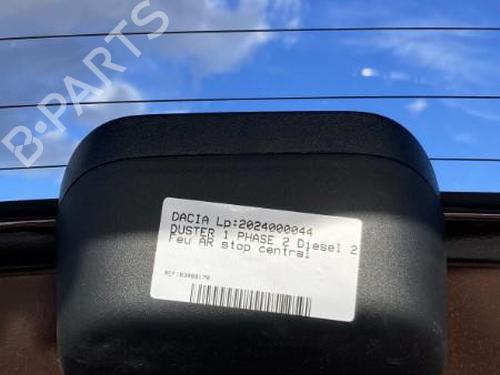 B-PARTS
DACIA Lp:2024000044
DUSTER 1 PHASE 2 Diesel 2
Feu AR stop central